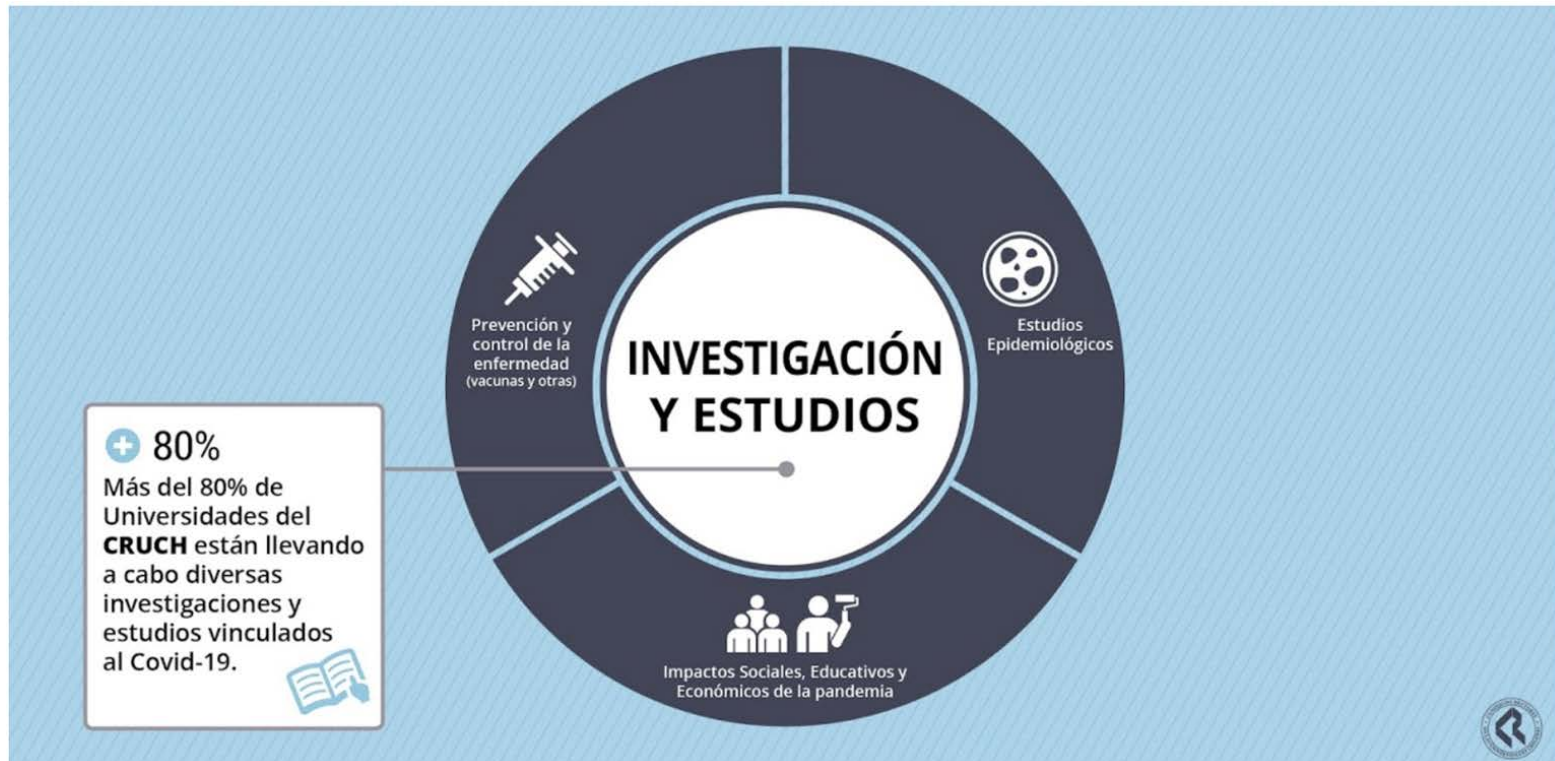 Prevención y
control de la
enfermedad
(vacunas y otras)
Estudios
Epidemiológicos
INVESTIGACIÓN
Y ESTUDIOS
80%
Más del 80% de
Universidades del
CRUCH están llevando
a cabo diversas
investigaciones y
estudios vinculados
al Covid-19.
Impactos Sociales, Educativos y
Económicos de la pandemia